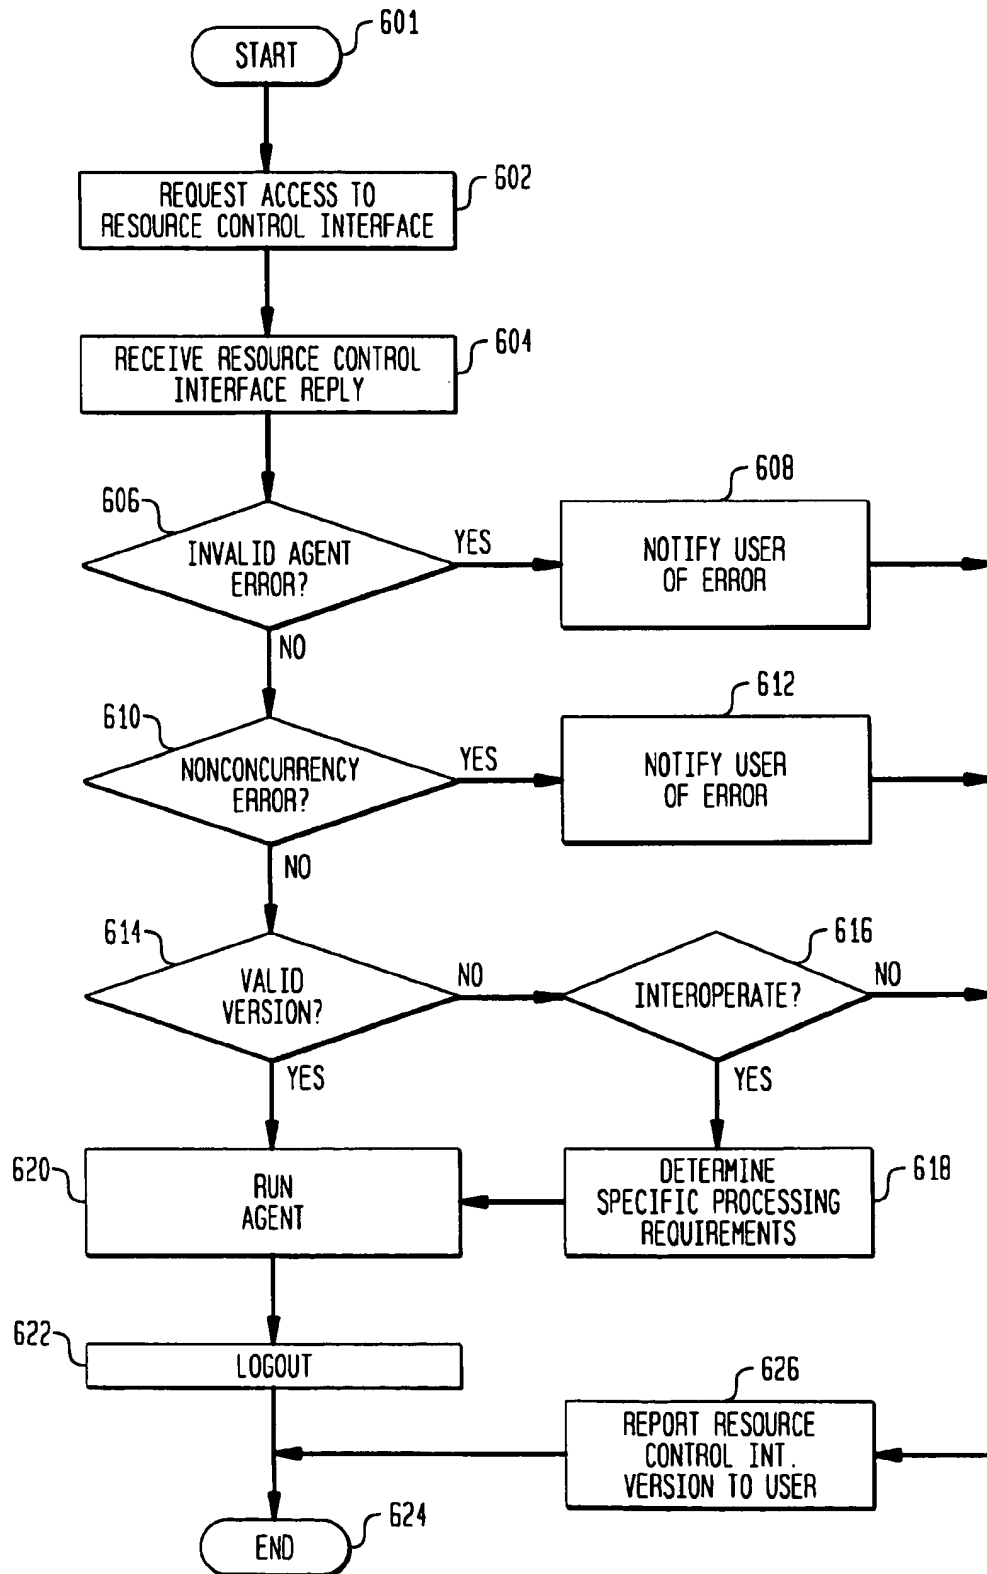 601
START
602
REQUEST ACCESS TO
RESOURCE CONTROL INTERFACE
604
RECEIVE RESOURCE CONTROL
INTERFACE REPLY
606
INVALID AGENT
ERROR?
YES
NO
608
NOTIFY USER
OF ERROR
610
NONCONCURRENCY
ERROR?
YES
NO
612
NOTIFY USER
OF ERROR
614
VALID
VERSION?
NO
YES
616
INTEROPERATE?
NO
YES
620
RUN
AGENT
618
DETERMINE
SPECIFIC PROCESSING
REQUIREMENTS
622
LOGOUT
626
REPORT RESOURCE
CONTROL INT.
VERSION TO USER
624
END